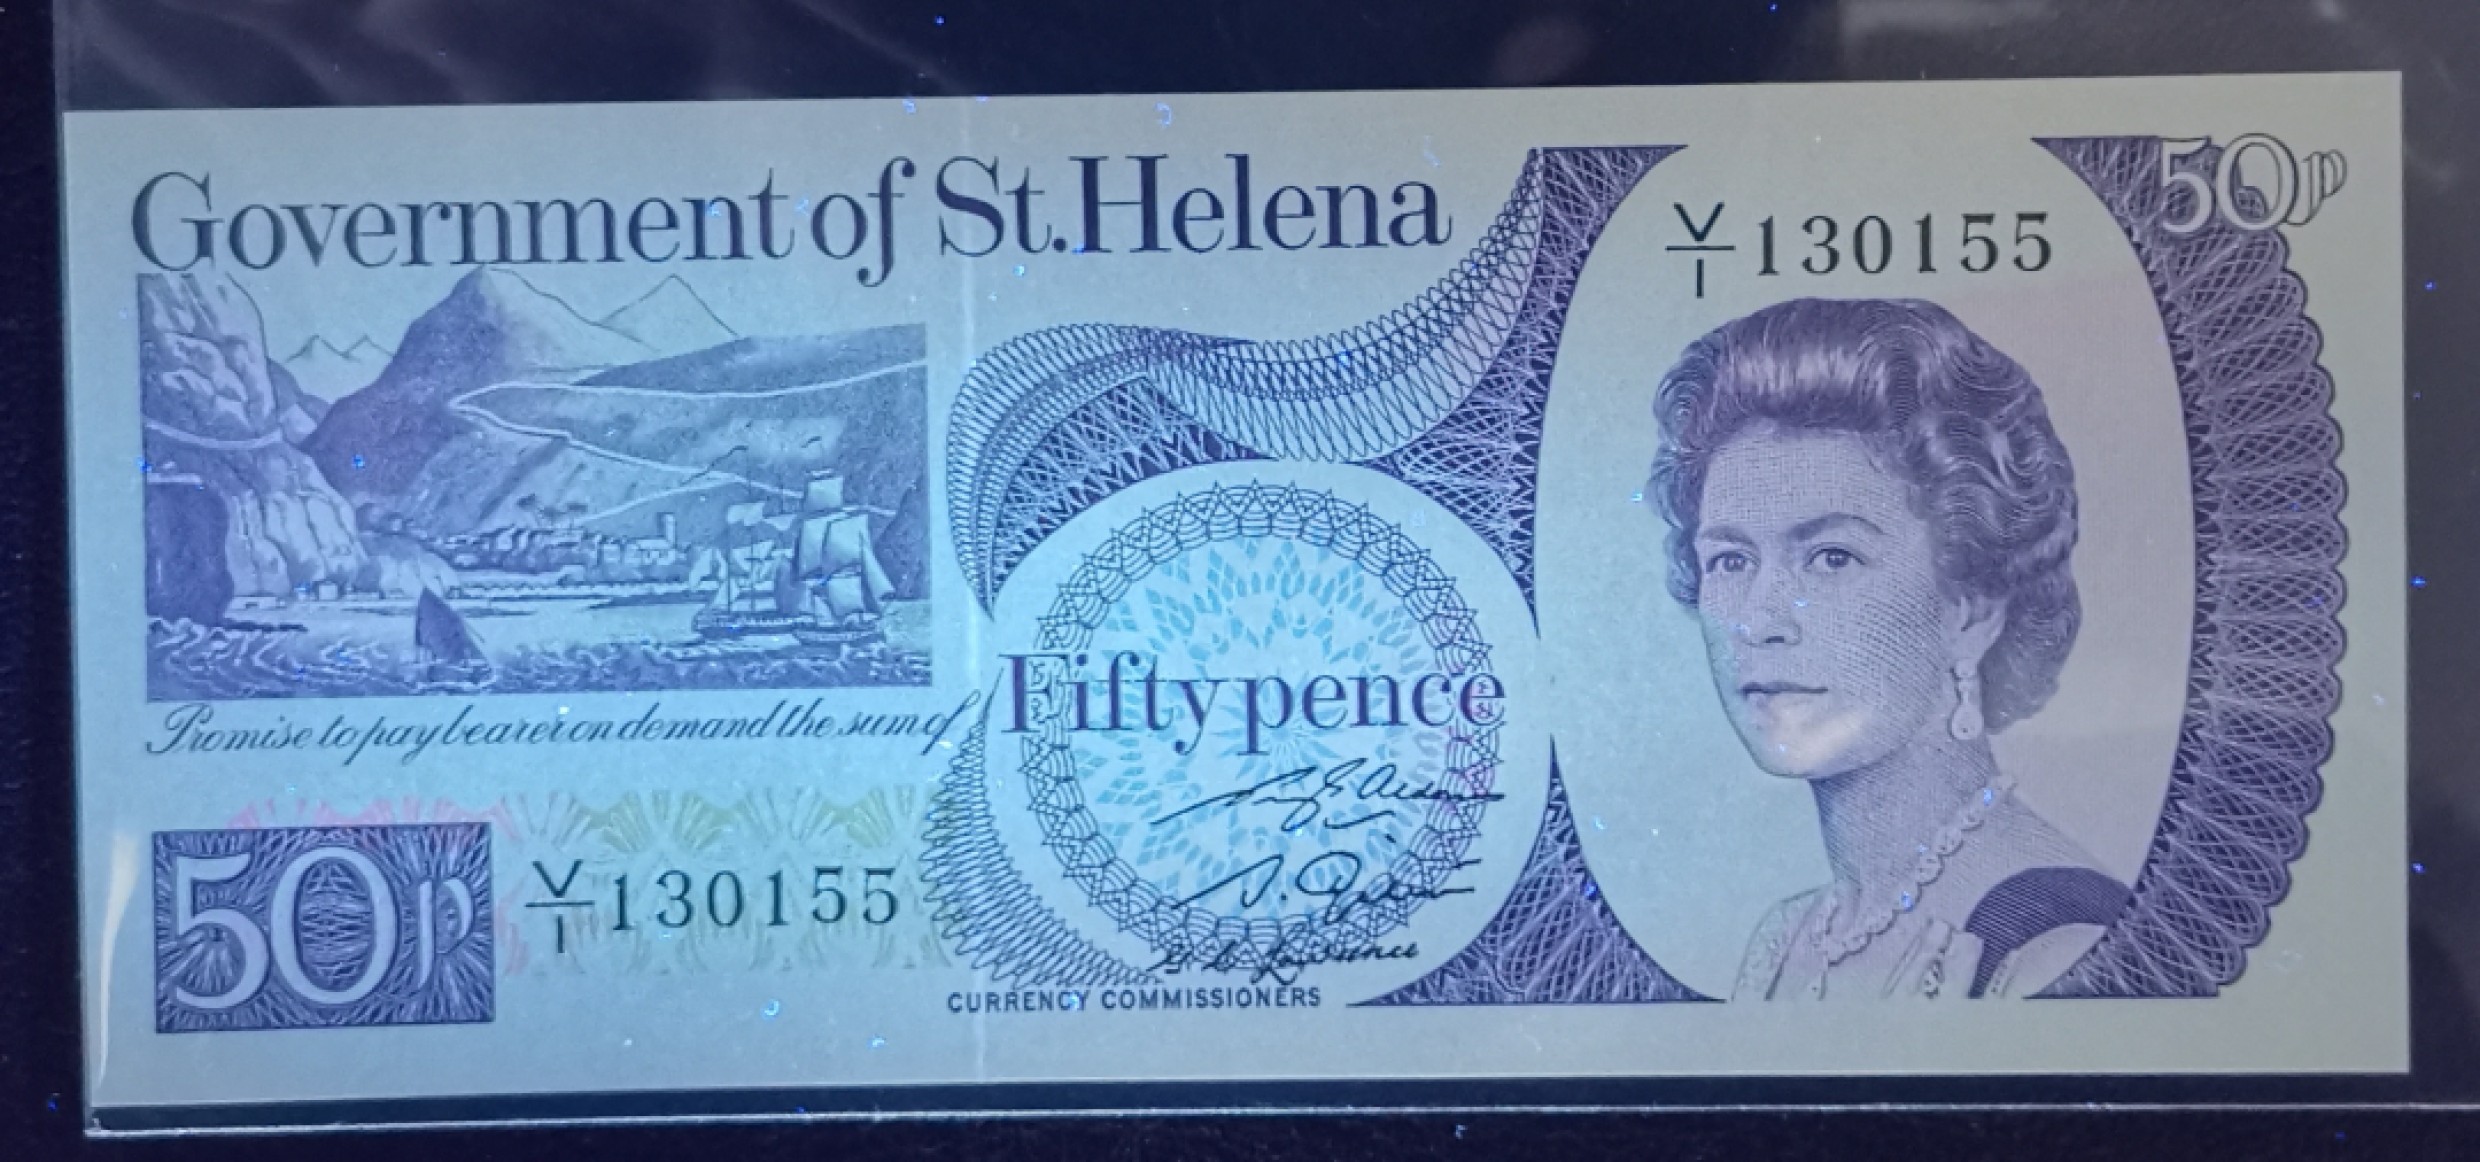 Government of St.Helena
50p
V/1 130155
Promise to pay bearer on demand the sum of
Fifty pence
50p
V/1 130155
CURRENCY COMMISSIONERS